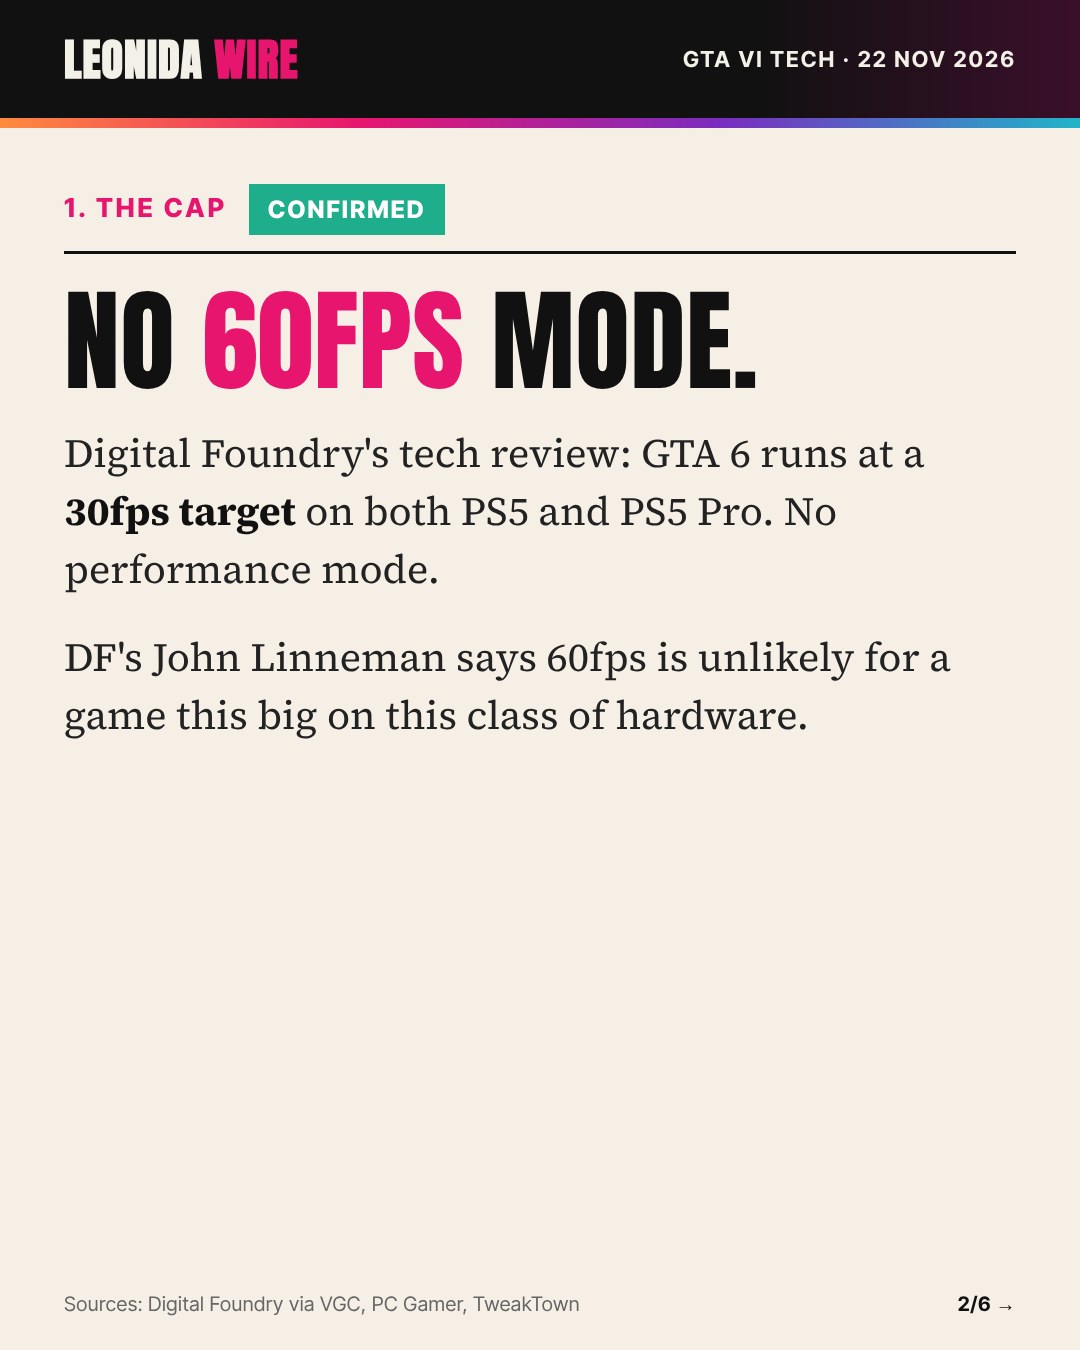 LEONIDA WIRE
GTA VI TECH · 22 NOV 2026
1. THE CAP
CONFIRMED
NO 60FPS MODE.
Digital Foundry's tech review: GTA 6 runs at a
30fps target on both PS5 and PS5 Pro. No
performance mode.
DF's John Linneman says 60fps is unlikely for a
game this big on this class of hardware.
Sources: Digital Foundry via VGC, PC Gamer, TweakTown
2/6 →